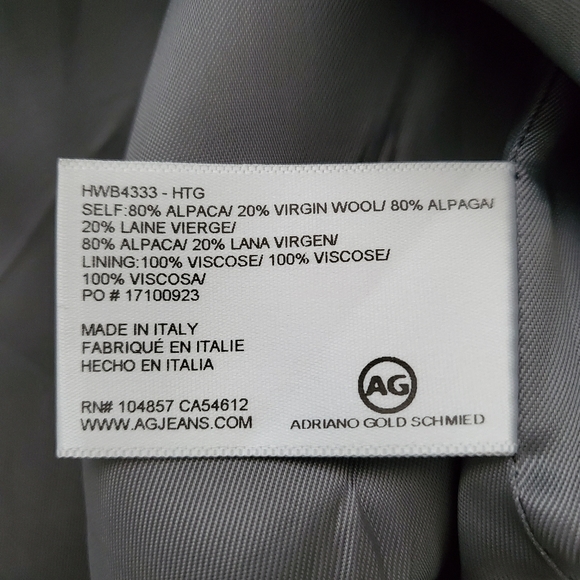 HWB4333 - HTG
SELF:80% ALPACA/ 20% VIRGIN WOOL/ 80% ALPAGA/
20% LAINE VIERGE/
80% ALPACA/ 20% LANA VIRGEN/
LINING:100% VISCOSE/ 100% VISCOSE/
100% VISCOSA/
PO # 17100923
MADE IN ITALY
FABRIQUÉ EN ITALIE
HECHO EN ITALIA
RN# 104857 CA54612
WWW.AGJEANS.COM
AG
ADRIANO GOLD SCHMIED